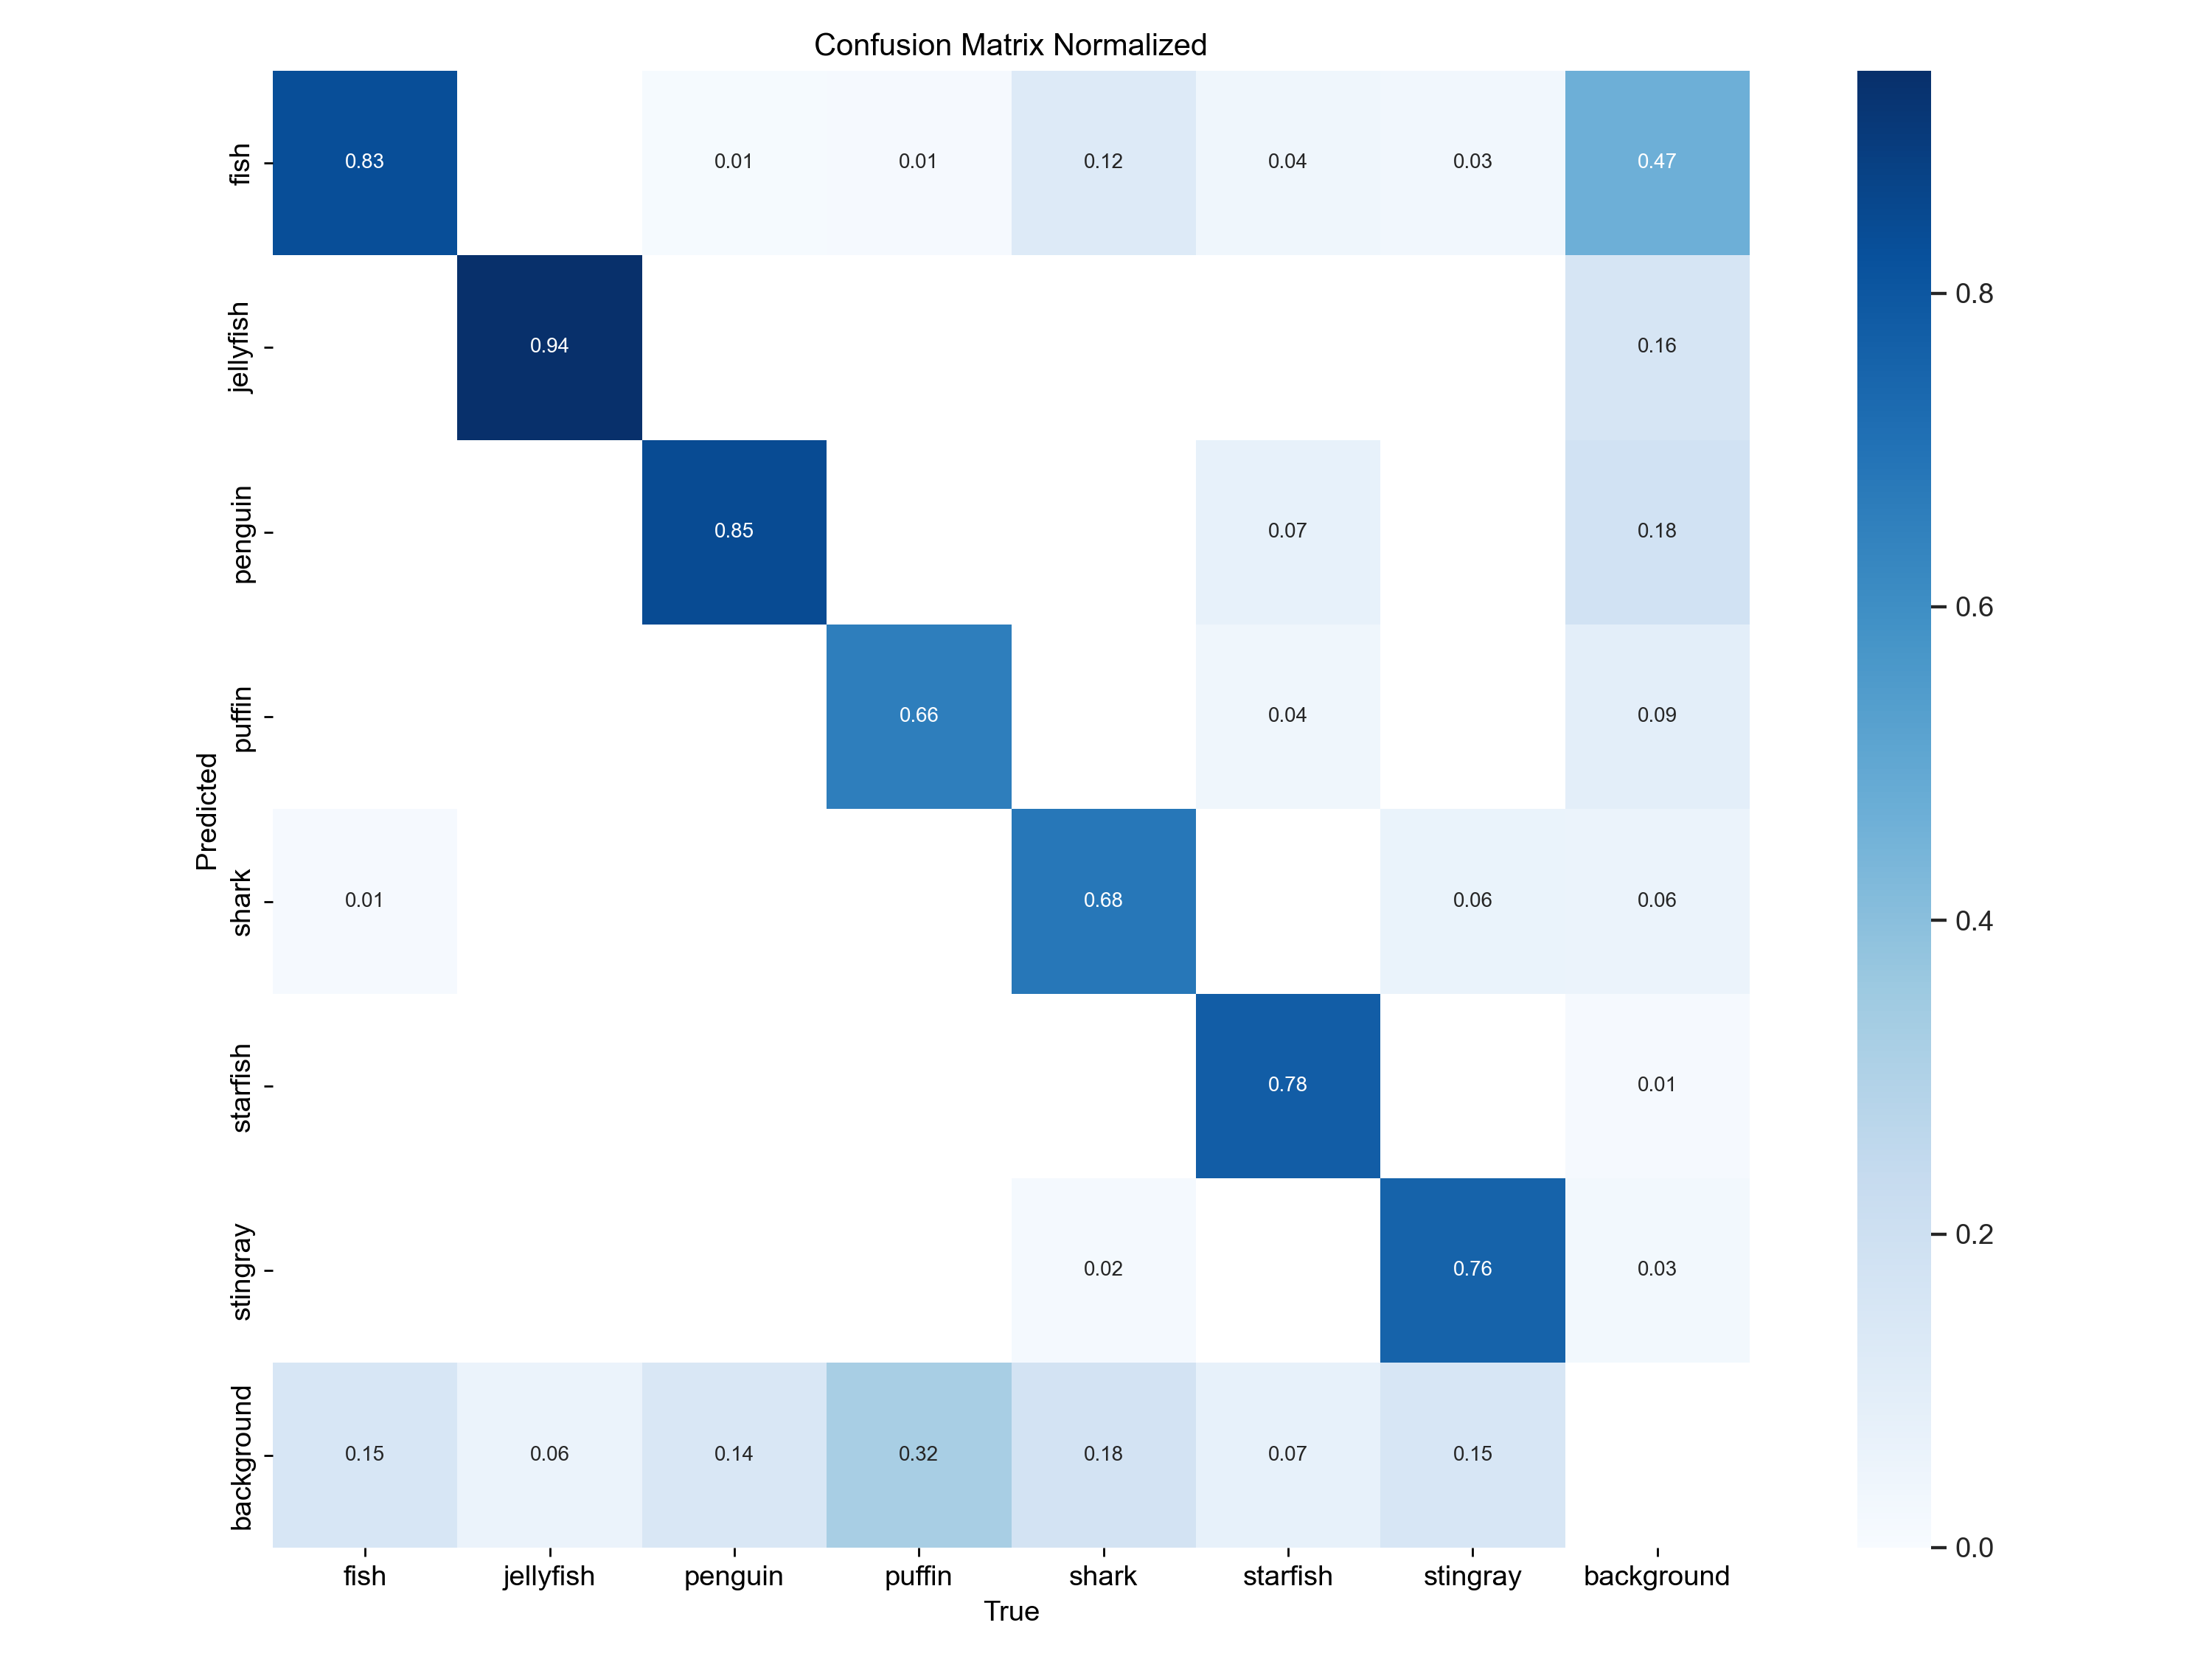 Confusion Matrix Normalized
fish
0.83
0.01
0.01
0.12
0.04
0.03
0.47
jellyfish
0.94
0.16
penguin
0.85
0.07
0.18
puffin
0.66
0.04
0.09
shark
0.01
0.68
0.06
0.06
starfish
0.78
0.01
stingray
0.02
0.76
0.03
background
0.15
0.06
0.14
0.32
0.18
0.07
0.15
Predicted
fish
jellyfish
penguin
puffin
shark
starfish
stingray
background
True
0.8
0.6
0.4
0.2
0.0